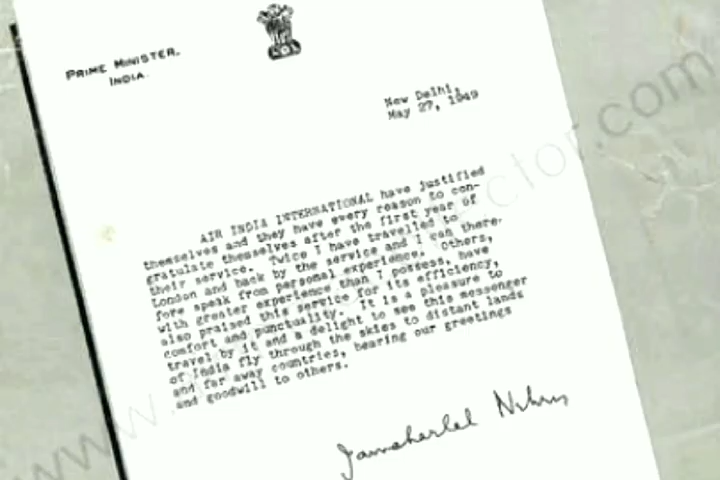 PRIME MINISTER,
INDIA.
New Delhi,
May 27, 1949
AIR INDIA INTERNATIONAL have justified
themselves and they have every reason to con-
gratulate themselves after the first year of
their service. Twice I have travelled to
London and back by the service and I can there-
fore speak from personal experience. Others,
with greater experience than I possess, have
also praised this service for its efficiency,
comfort and punctuality. It is a pleasure to
travel by it and a delight to see this messenger
of India fly through the skies to distant lands
and far away countries, bearing our greetings
and goodwill to others.
Jawaharlal Nehru